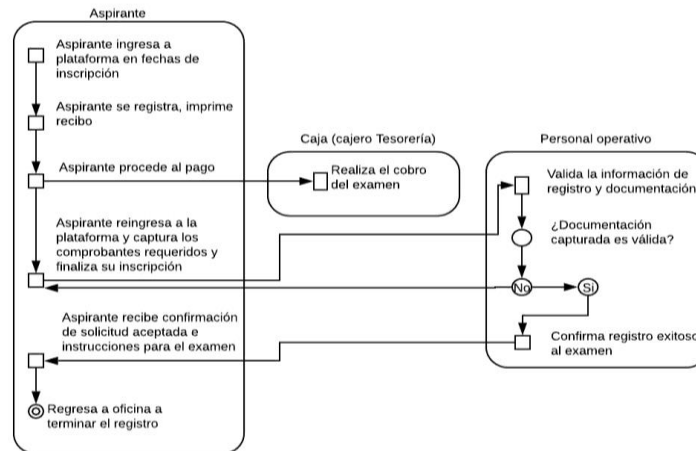 Aspirante
Aspirante ingresa a
plataforma en fechas de
inscripción
Aspirante se registra, imprime
recibo
Aspirante procede al pago
Aspirante reingresa a la
plataforma y captura los
comprobantes requeridos y
finaliza su inscripción
Aspirante recibe confirmación
de solicitud aceptada e
instrucciones para el examen
Regresa a oficina a
terminar el registro
Caja (cajero Tesorería)
Realiza el cobro
del examen
Personal operativo
Valida la información de
registro y documentación
¿Documentación
capturada es válida?
No
Si
Confirma registro exitoso
al examen